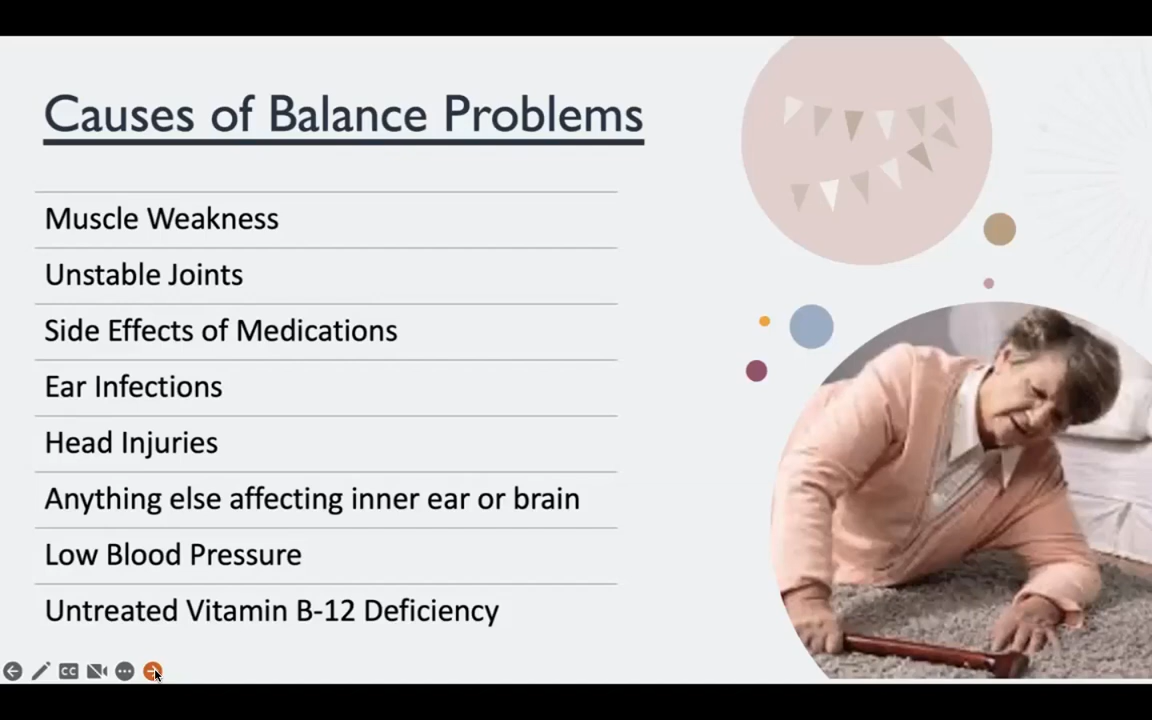 Causes of Balance Problems
Muscle Weakness
Unstable Joints
Side Effects of Medications
Ear Infections
Head Injuries
Anything else affecting inner ear or brain
Low Blood Pressure
Untreated Vitamin B-12 Deficiency
CC